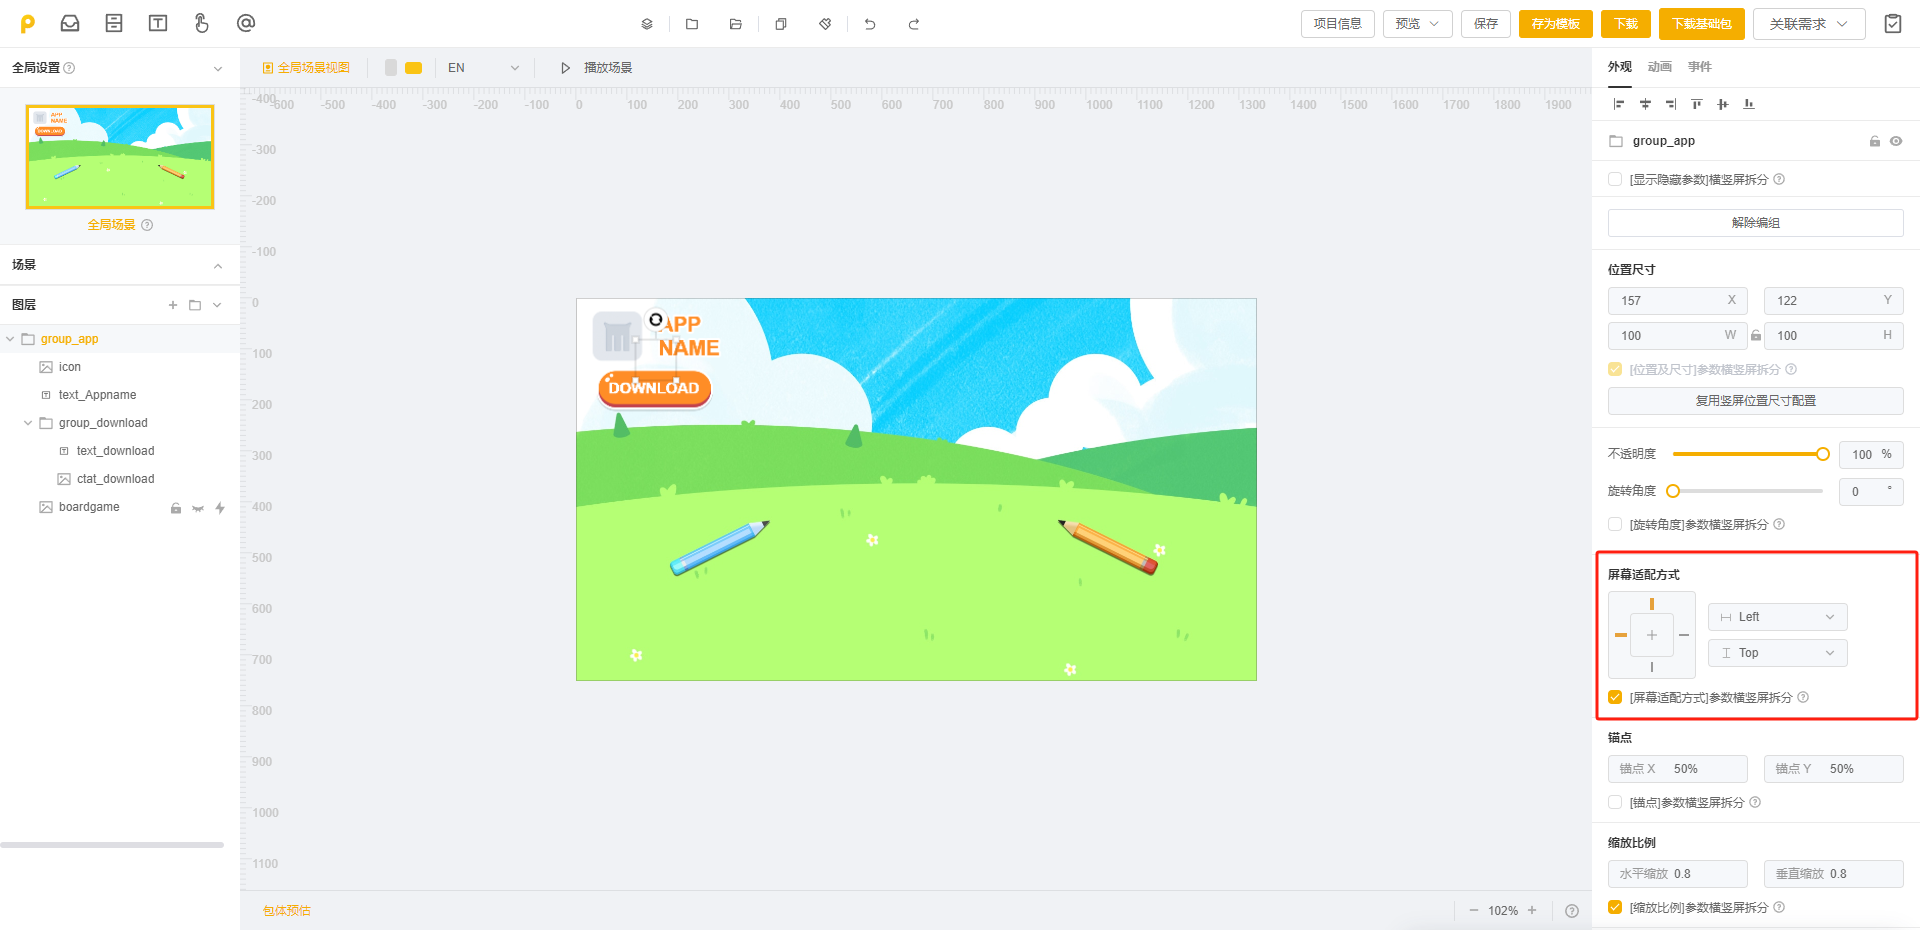 项目信息
预览
保存
存为模板
下载
下载基础包
关联需求
全局设置
全局场景视图
EN
播放场景
外观 动画 事件
-400
-600 -500 -400 -300 -200 -100 0 100 200 300 400 500 600 700 800 900 1000 1100 1200 1300 1400 1500 1600 1700 1800 1900
-300
-200
-100
0
100
200
300
400
500
600
700
800
900
1000
1100
APP
NAME
DOWNLOAD
全局场景
场景
图层
group_app
icon
text_Appname
group_download
text_download
ctat_download
boardgame
APP
NAME
DOWNLOAD
包体预估
102%
group_app
[显示隐藏参数]横竖屏拆分
解除编组
位置尺寸
157 X
122 Y
100 W
100 H
[位置及尺寸]参数横竖屏拆分
复用竖屏位置尺寸配置
不透明度 100 %
旋转角度 0 °
[旋转角度]参数横竖屏拆分
屏幕适配方式
Left
Top
[屏幕适配方式]参数横竖屏拆分
锚点
锚点 X 50%
锚点 Y 50%
[锚点]参数横竖屏拆分
缩放比例
水平缩放 0.8
垂直缩放 0.8
[缩放比例]参数横竖屏拆分